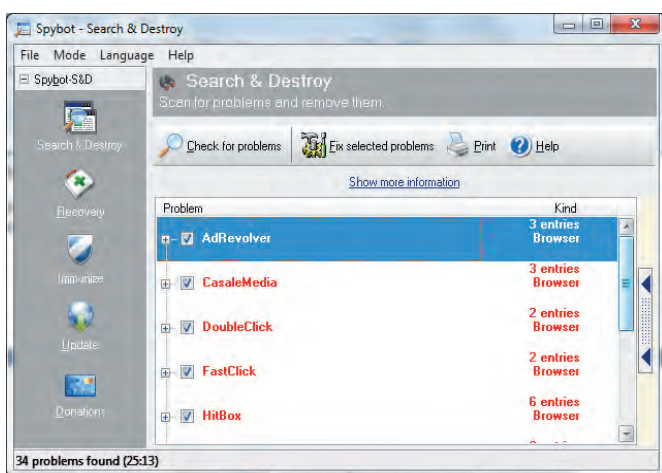 Spybot - Search & Destroy
File Mode Language Help
Spybot-S&D
Search & Destroy
Scan for problems and remove them.
Search & Destroy
Check for problems Fix selected problems Print Help
Show more information
Recovery
Problem Kind
AdRevolver 3 entries Browser
Immunize
CasaleMedia 3 entries Browser
DoubleClick 2 entries Browser
Update
FastClick 2 entries Browser
Donations
HitBox 6 entries Browser
34 problems found (25:13)